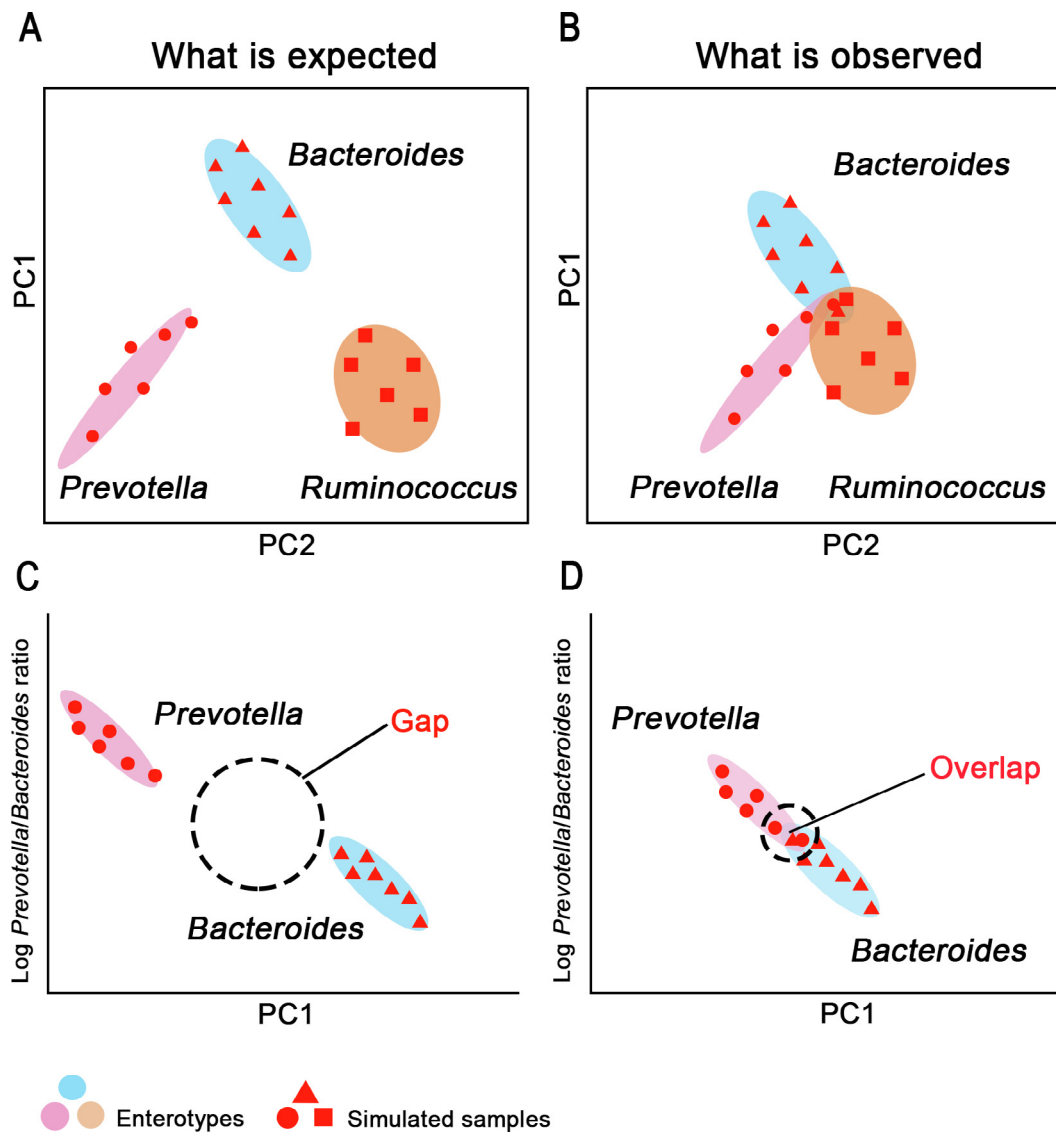 A
What is expected
Bacteroides
PC1
Prevotella
Ruminococcus
PC2
B
What is observed
Bacteroides
PC1
Prevotella
Ruminococcus
PC2
C
Log Prevotella/Bacteroides ratio
Prevotella
Gap
Bacteroides
PC1
D
Log Prevotella/Bacteroides ratio
Prevotella
Overlap
Bacteroides
PC1
Enterotypes
Simulated samples